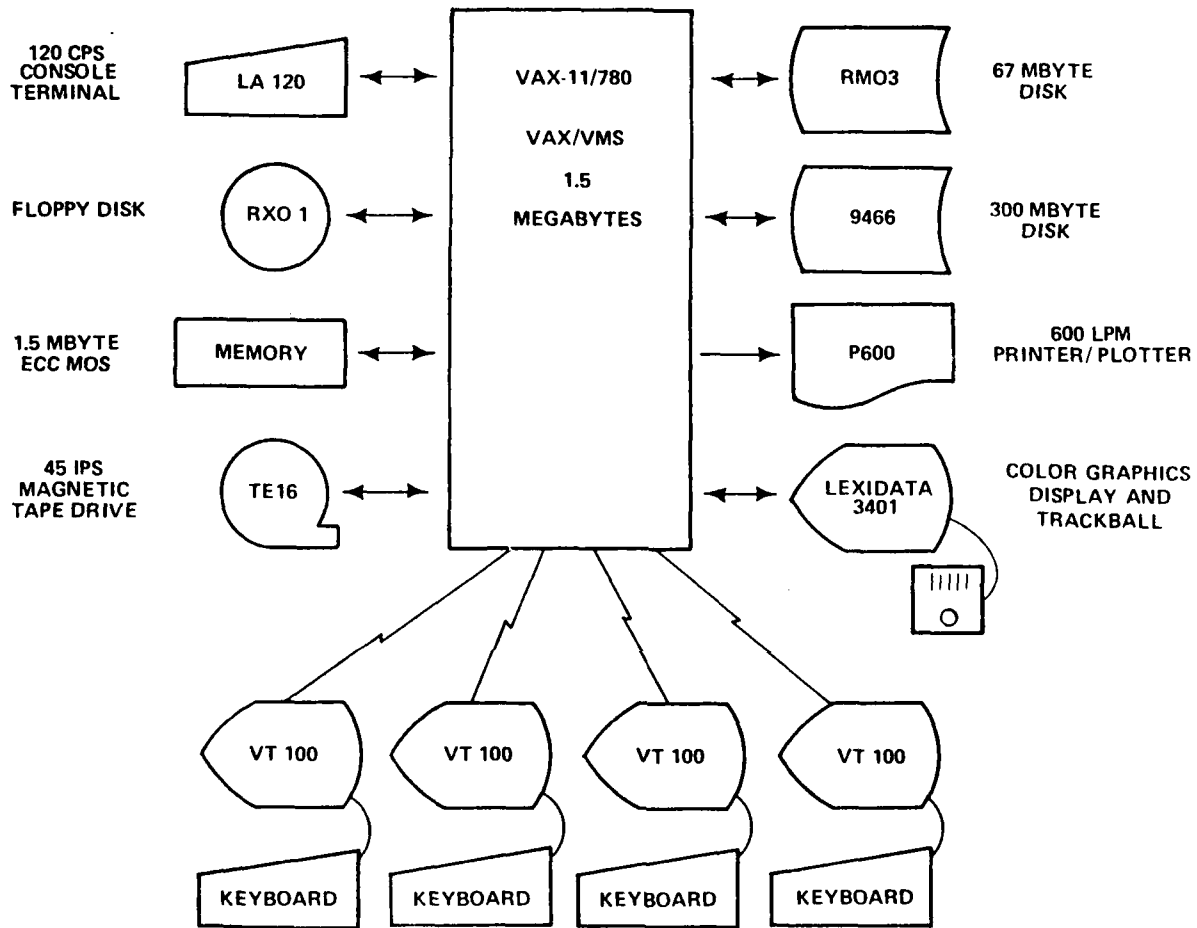 120 CPS
CONSOLE
TERMINAL
LA 120
VAX-11/780
VAX/VMS
1.5
MEGABYTES
RMO3
67 MBYTE
DISK
FLOPPY DISK
RXO 1
9466
300 MBYTE
DISK
1.5 MBYTE
ECC MOS
MEMORY
P600
600 LPM
PRINTER/PLOTTER
45 IPS
MAGNETIC
TAPE DRIVE
TE16
LEXIDATA
3401
COLOR GRAPHICS
DISPLAY AND
TRACKBALL
VT 100
VT 100
VT 100
VT 100
KEYBOARD
KEYBOARD
KEYBOARD
KEYBOARD